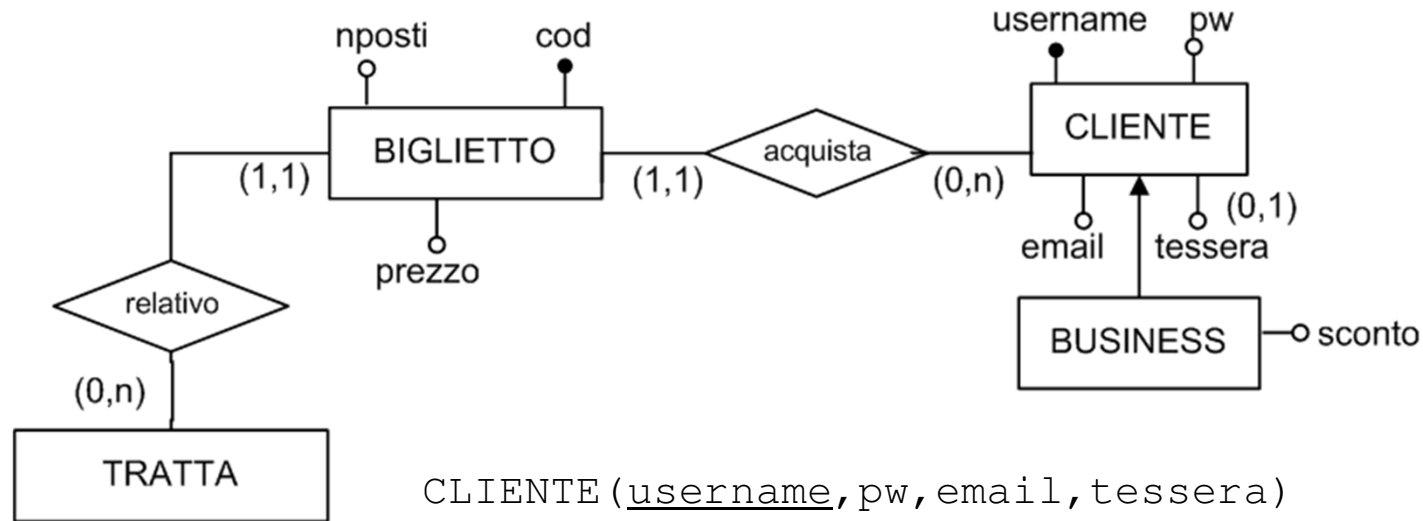 username pw
nposti cod
CLIENTE
BIGLIETTO acquista
(1,1) (1,1) (0,n) (0,1)
email tessera
prezzo
relativo
BUSINESS sconto
(0,n)
TRATTA
CLIENTE(username,pw,email,tessera)